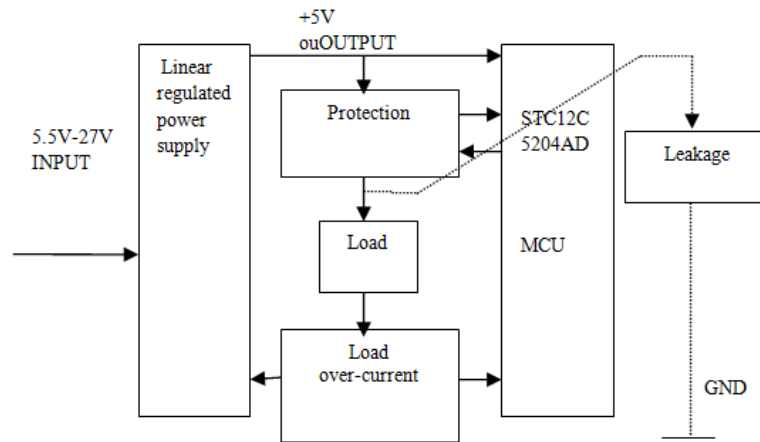 +5V
ouOUTPUT
Linear
regulated
power
supply
5.5V-27V
INPUT
Protection
STC12C
5204AD
MCU
Leakage
Load
Load
over-current
GND